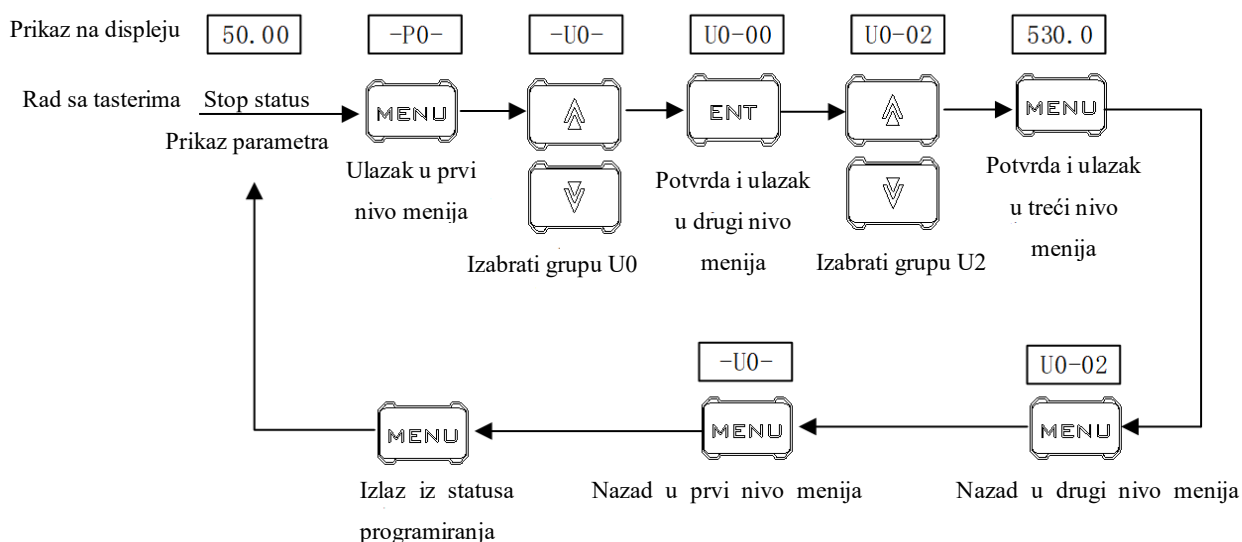 Prikaz na displeju 50.00 -P0- -U0- U0-00 U0-02 530.0
Rad sa tasterima Stop status MENU ENT MENU
Prikaz parametra
Ulazak u prvi
nivo menija
Izabrati grupu U0
Potvrda i ulazak
u drugi nivo
menija
Izabrati grupu U2
Potvrda i ulazak
u treći nivo
menija
-U0- U0-02
MENU MENU MENU
Izlaz iz statusa
programiranja
Nazad u prvi nivo menija
Nazad u drugi nivo menija